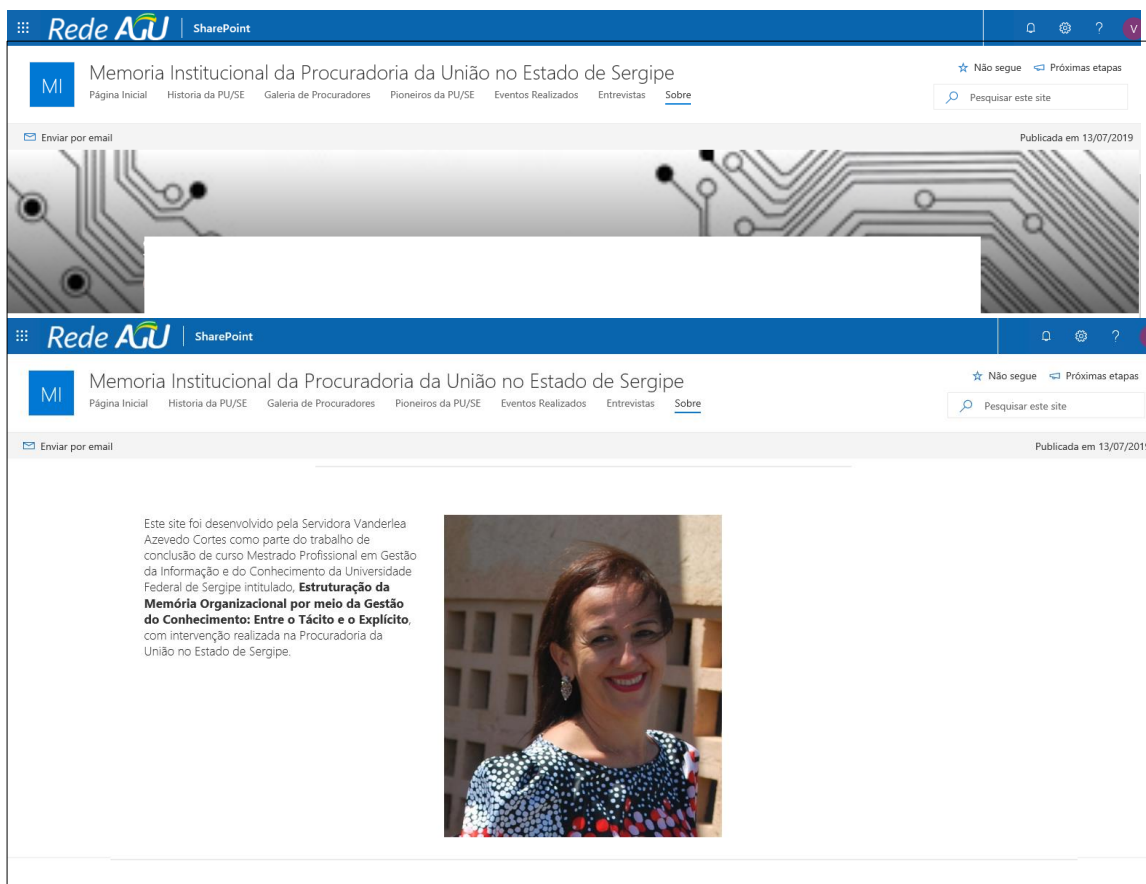 Rede AGU SharePoint ? V
MI Memoria Institucional da Procuradoria da União no Estado de Sergipe Não segue Próximas etapas
Página Inicial Historia da PU/SE Galeria de Procuradores Pioneiros da PU/SE Eventos Realizados Entrevistas Sobre Pesquisar este site
Enviar por email Publicada em 13/07/2019
Rede AGU SharePoint ?
MI Memoria Institucional da Procuradoria da União no Estado de Sergipe Não segue Próximas etapas
Página Inicial Historia da PU/SE Galeria de Procuradores Pioneiros da PU/SE Eventos Realizados Entrevistas Sobre Pesquisar este site
Enviar por email Publicada em 13/07/2019
Este site foi desenvolvido pela Servidora Vanderlea
Azevedo Cortes como parte do trabalho de
conclusão de curso Mestrado Profissional em Gestão
da Informação e do Conhecimento da Universidade
Federal de Sergipe intitulado, Estruturação da
Memória Organizacional por meio da Gestão
do Conhecimento: Entre o Tácito e o Explícito,
com intervenção realizada na Procuradoria da
União no Estado de Sergipe.